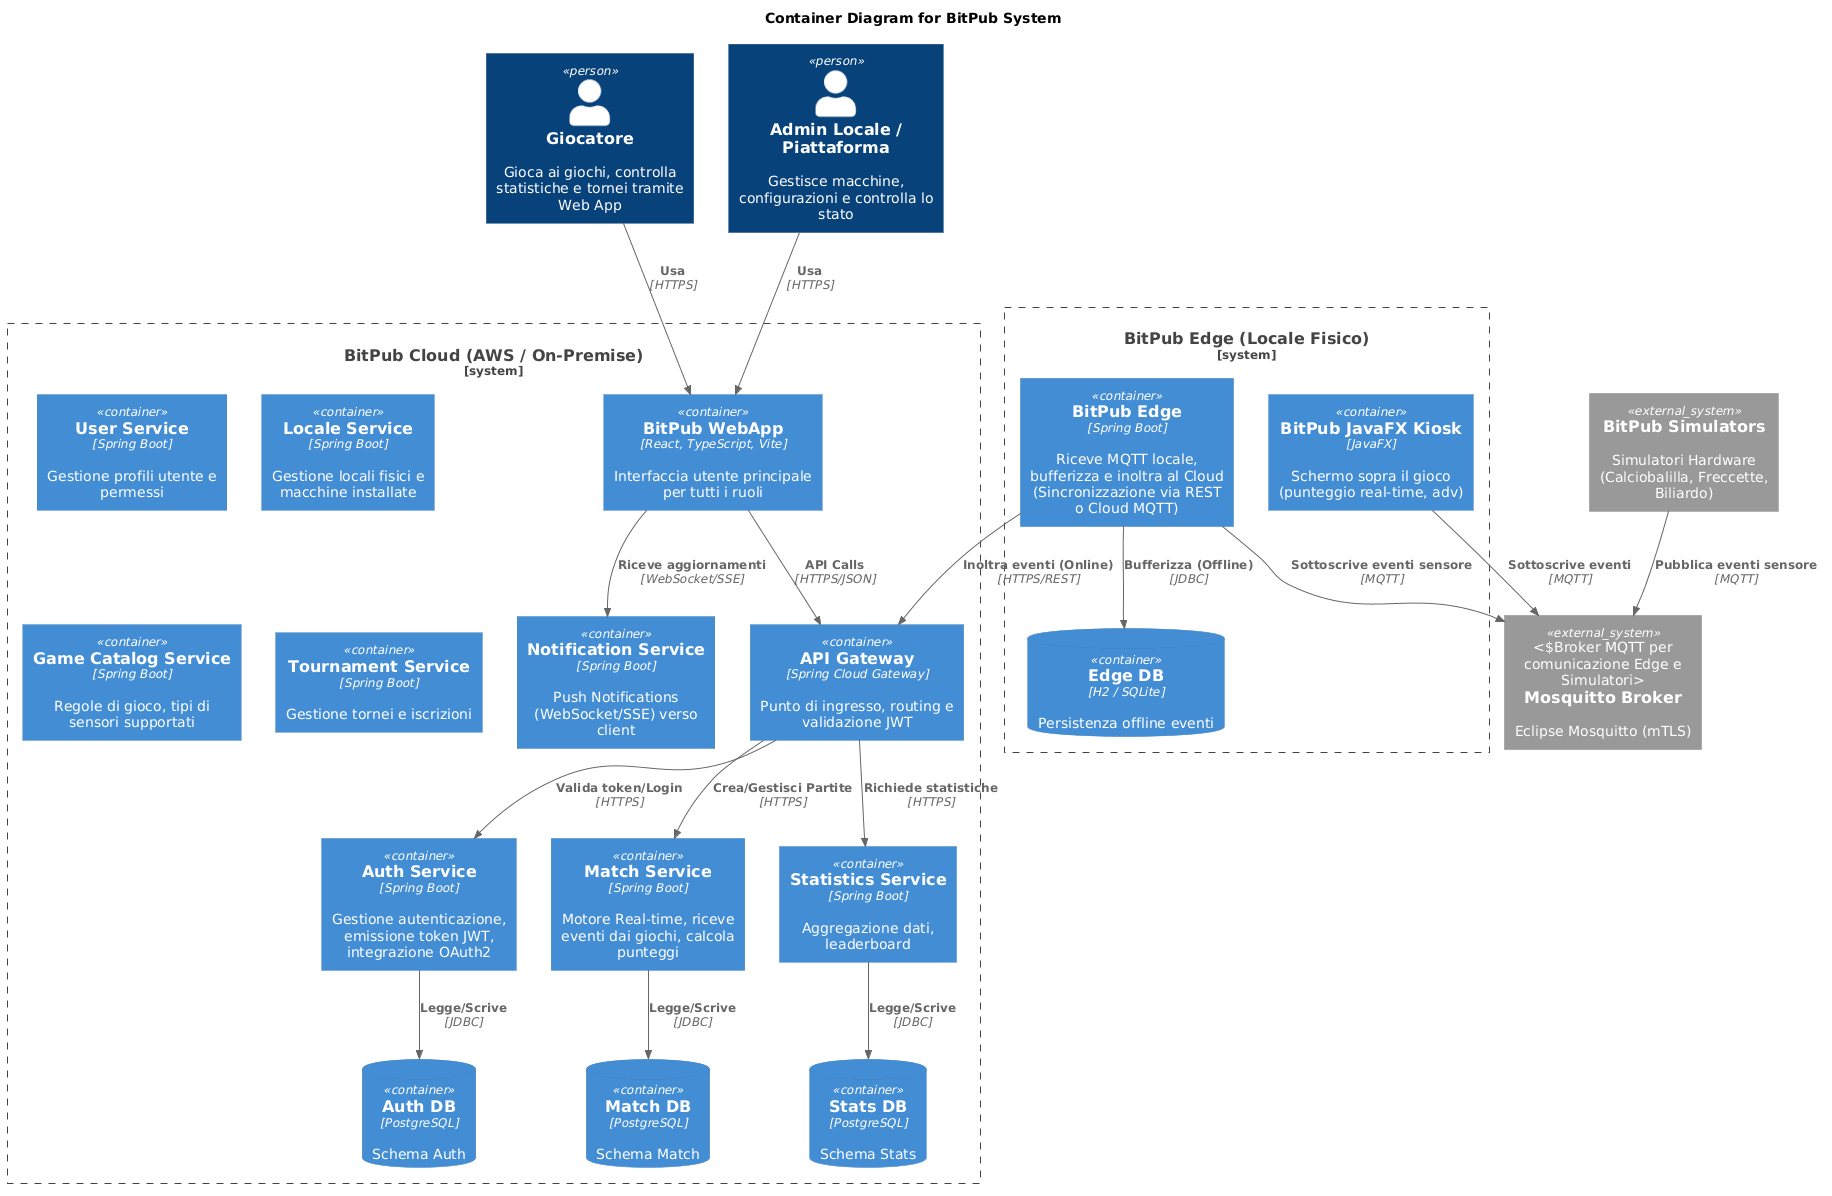 Container Diagram for BitPub System
«person»
Giocatore
Gioca ai giochi, controlla
statistiche e tornei tramite
Web App
«person»
Admin Locale /
Piattaforma
Gestisce macchine,
configurazioni e controlla lo
stato
Usa
[HTTPS]
Usa
[HTTPS]
BitPub Cloud (AWS / On-Premise)
[system]
«container»
User Service
[Spring Boot]
Gestione profili utente e
permessi
«container»
Locale Service
[Spring Boot]
Gestione locali fisici e
macchine installate
«container»
BitPub WebApp
[React, TypeScript, Vite]
Interfaccia utente principale
per tutti i ruoli
BitPub Edge (Locale Fisico)
[system]
«container»
BitPub Edge
[Spring Boot]
Riceve MQTT locale,
bufferizza e inoltra al Cloud
(Sincronizzazione via REST
o Cloud MQTT)
«container»
BitPub JavaFX Kiosk
[JavaFX]
Schermo sopra il gioco
(punteggio real-time, adv)
«external_system»
BitPub Simulators
Simulatori Hardware
(Calciobalilla, Freccette,
Biliardo)
Riceve aggiornamenti
[WebSocket/SSE]
API Calls
[HTTPS/JSON]
Inoltra eventi (Online)
[HTTPS/REST]
Bufferizza (Offline)
[JDBC]
Sottoscrive eventi sensore
[MQTT]
Sottoscrive eventi
[MQTT]
Pubblica eventi sensore
[MQTT]
«container»
Game Catalog Service
[Spring Boot]
Regole di gioco, tipi di
sensori supportati
«container»
Tournament Service
[Spring Boot]
Gestione tornei e iscrizioni
«container»
Notification Service
[Spring Boot]
Push Notifications
(WebSocket/SSE) verso
client
«container»
API Gateway
[Spring Cloud Gateway]
Punto di ingresso, routing e
validazione JWT
«container»
Edge DB
[H2 / SQLite]
Persistenza offline eventi
«external_system»
<$Broker MQTT per
comunicazione Edge e
Simulatori>
Mosquitto Broker
Eclipse Mosquitto (mTLS)
Valida token/Login
[HTTPS]
Crea/Gestisci Partite
[HTTPS]
Richiede statistiche
[HTTPS]
«container»
Auth Service
[Spring Boot]
Gestione autenticazione,
emissione token JWT,
integrazione OAuth2
«container»
Match Service
[Spring Boot]
Motore Real-time, riceve
eventi dai giochi, calcola
punteggi
«container»
Statistics Service
[Spring Boot]
Aggregazione dati,
leaderboard
Legge/Scrive
[JDBC]
Legge/Scrive
[JDBC]
Legge/Scrive
[JDBC]
«container»
Auth DB
[PostgreSQL]
Schema Auth
«container»
Match DB
[PostgreSQL]
Schema Match
«container»
Stats DB
[PostgreSQL]
Schema Stats